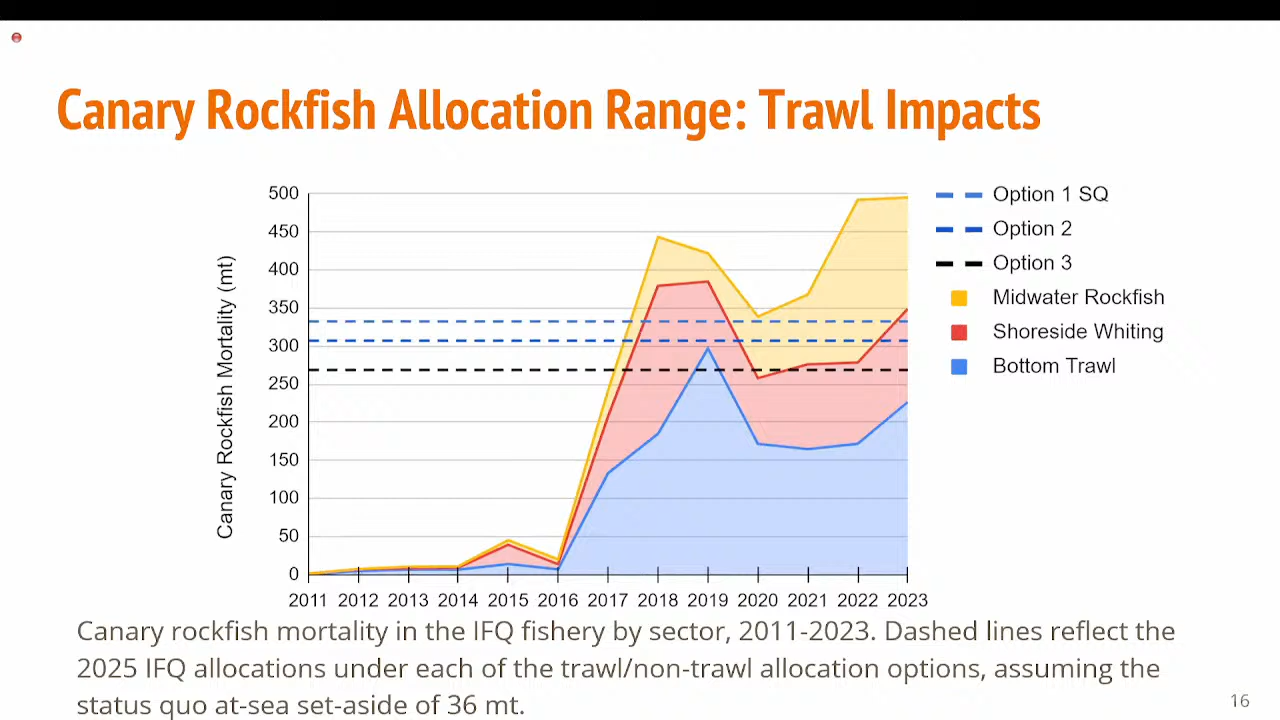 Canary Rockfish Allocation Range: Trawl Impacts
500
450
400
350
300
250
200
150
100
50
0
Canary Rockfish Mortality (mt)
2011 2012 2013 2014 2015 2016 2017 2018 2019 2020 2021 2022 2023
Option 1 SQ
Option 2
Option 3
Midwater Rockfish
Shoreside Whiting
Bottom Trawl
Canary rockfish mortality in the IFQ fishery by sector, 2011-2023. Dashed lines reflect the
2025 IFQ allocations under each of the trawl/non-trawl allocation options, assuming the
status quo at-sea set-aside of 36 mt.
16